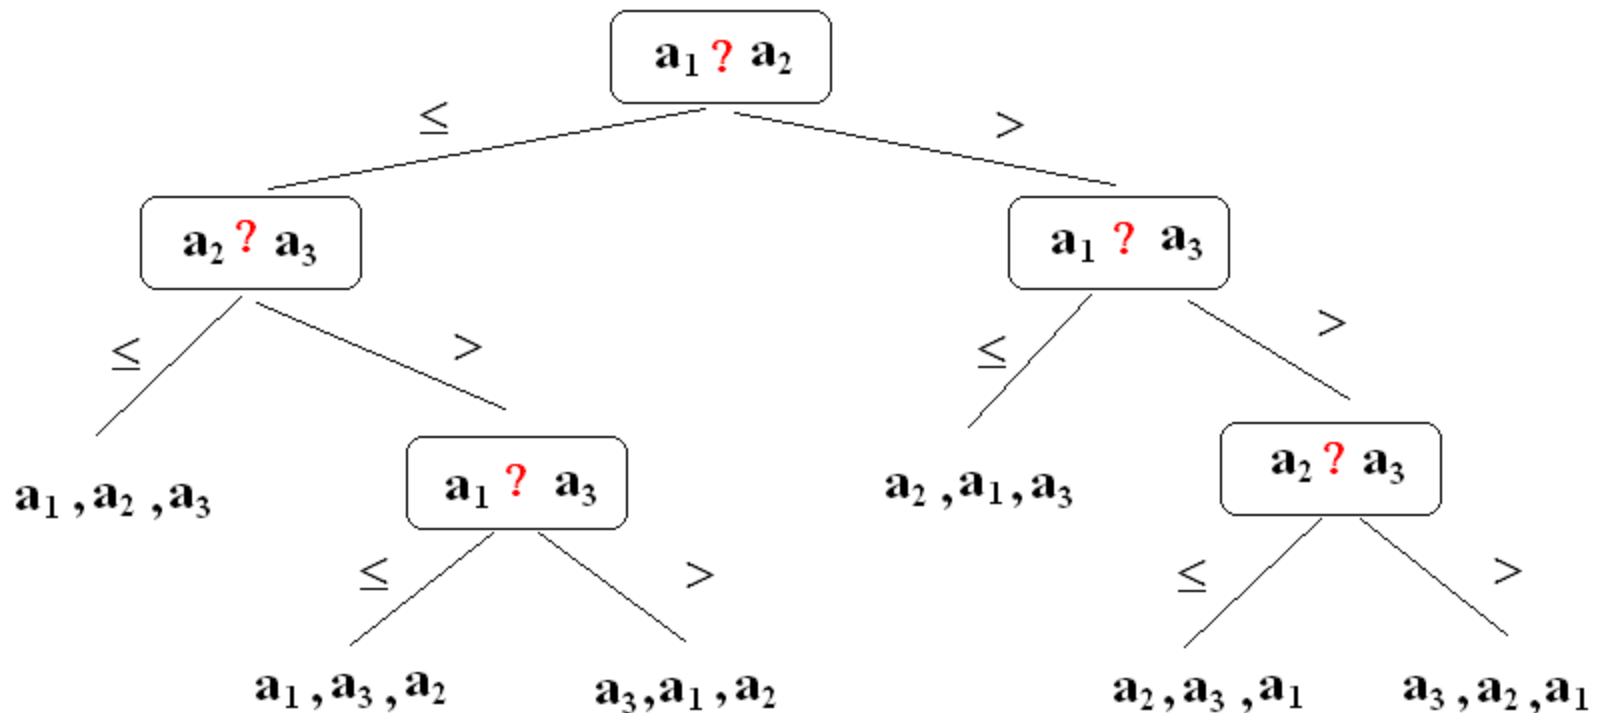 a₁ ? a₂
≤ >
a₂ ? a₃ a₁ ? a₃
≤ > ≤ >
a₁ , a₂ , a₃ a₁ ? a₃ a₂ , a₁ , a₃ a₂ ? a₃
≤ > ≤ >
a₁ , a₃ , a₂ a₃ , a₁ , a₂ a₂ , a₃ , a₁ a₃ , a₂ , a₁